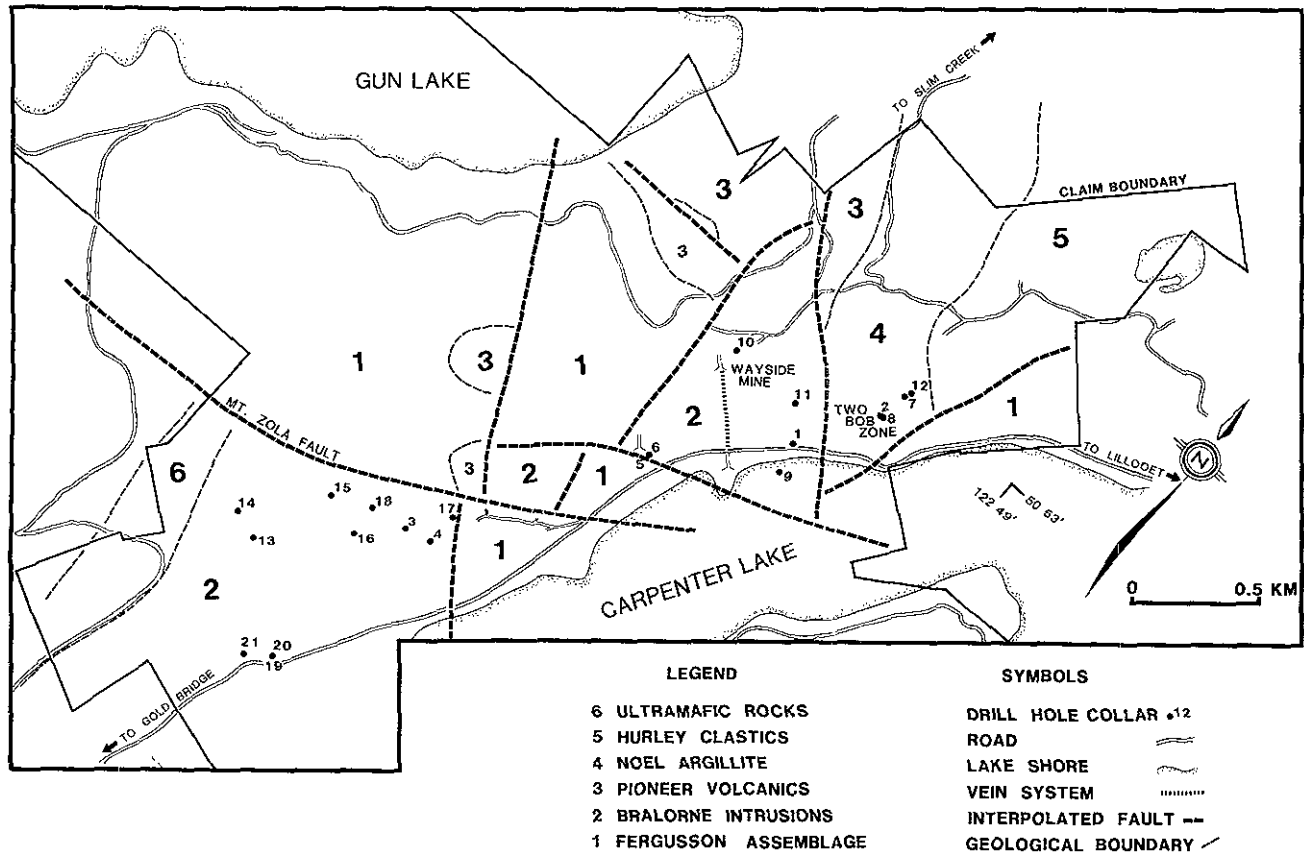 GUN LAKE
TO SLIM CREEK
CLAIM BOUNDARY
3
3
3
5
4
1
3
1
10
WAYSIDE
MINE
11
2
TWO
BOB
ZONE
2
8
12
7
1
MT. ZOLA FAULT
6
3
2
1
5
6
1
9
TO LILLOOET
N
122 49'
50 53'
14
15
18
3
17
13
16
4
1
2
CARPENTER LAKE
0 0.5 KM
21
20
19
TO GOLD BRIDGE
LEGEND
6 ULTRAMAFIC ROCKS
5 HURLEY CLASTICS
4 NOEL ARGILLITE
3 PIONEER VOLCANICS
2 BRALORNE INTRUSIONS
1 FERGUSSON ASSEMBLAGE
SYMBOLS
DRILL HOLE COLLAR 12
ROAD
LAKE SHORE
VEIN SYSTEM
INTERPOLATED FAULT
GEOLOGICAL BOUNDARY